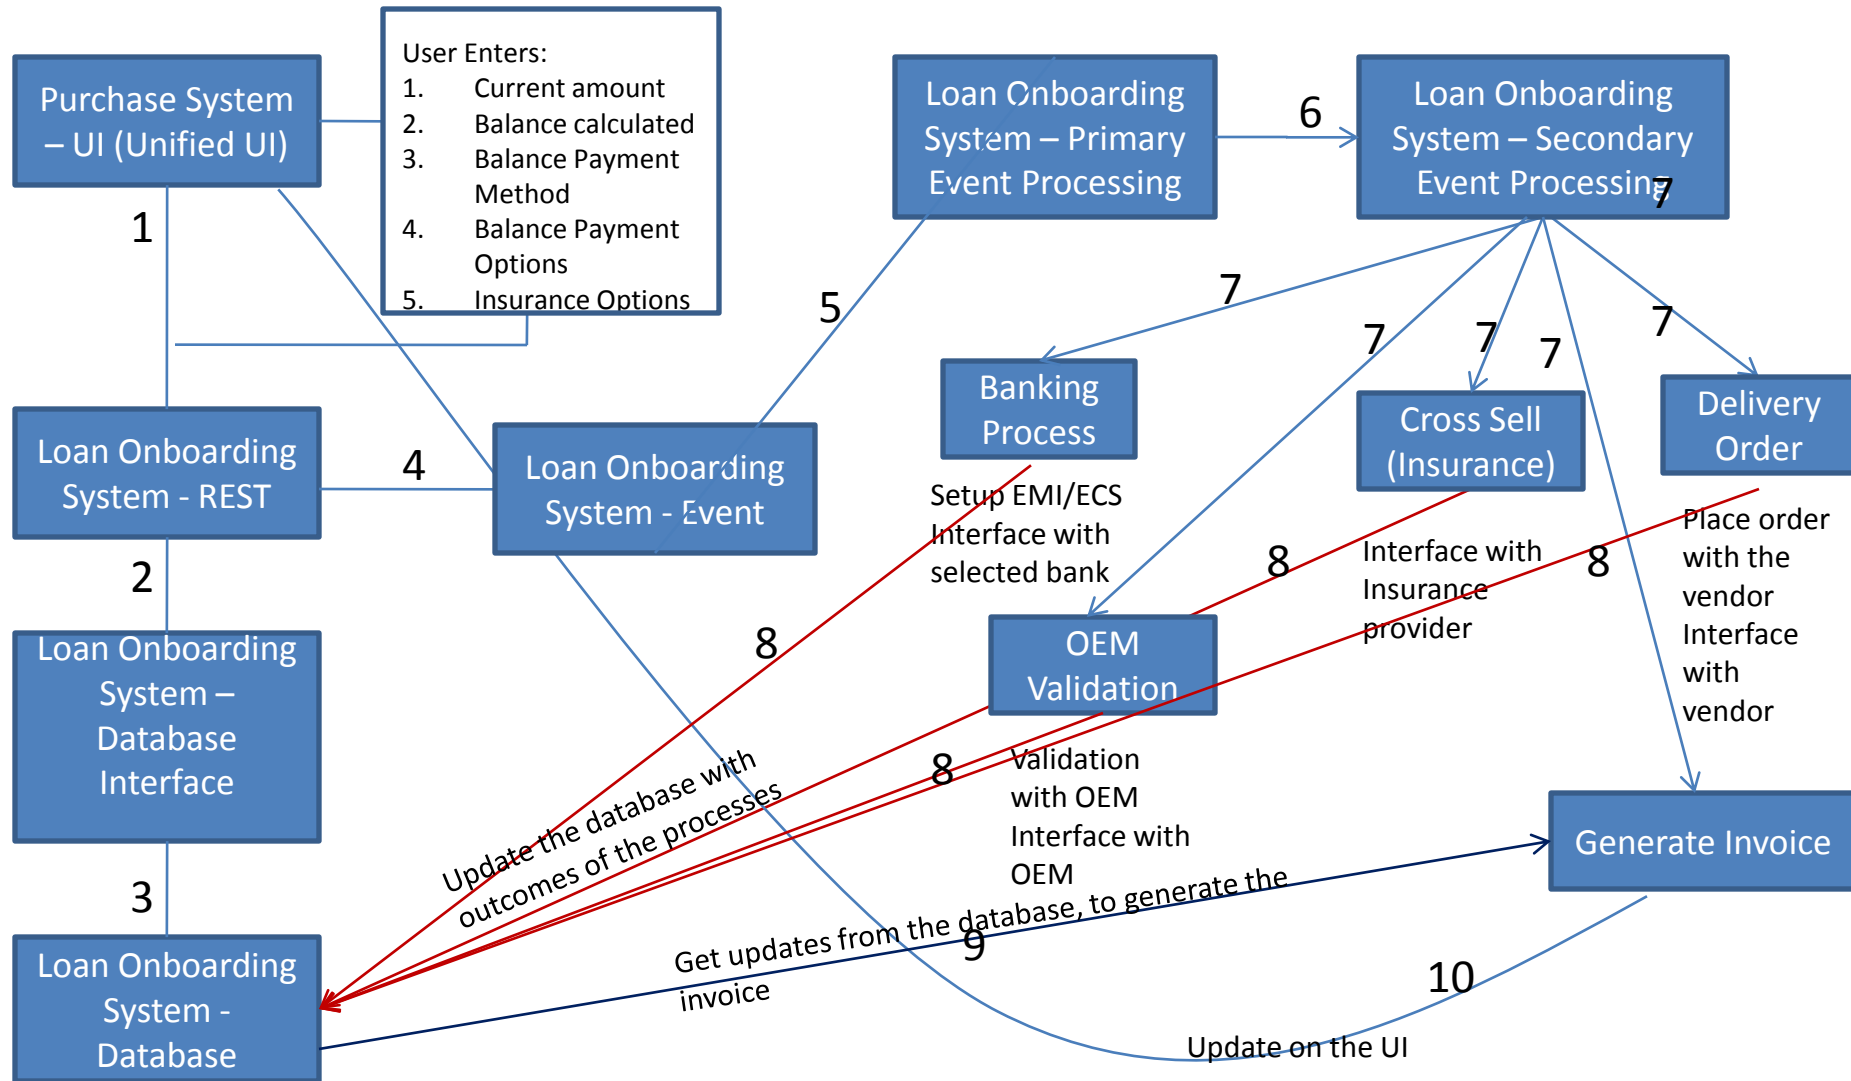 Purchase System
– UI (Unified UI)
User Enters:
1. Current amount
2. Balance calculated
3. Balance Payment
Method
4. Balance Payment
Options
5. Insurance Options
Loan Onboarding
System – Primary
Event Processing
6
Loan Onboarding
System – Secondary
Event Processing
7
1
5
7
7
7
7
7
Banking
Process
Cross Sell
(Insurance)
Delivery
Order
Loan Onboarding
System - REST
4
Loan Onboarding
System - Event
Setup EMI/ECS
Interface with
selected bank
8
Interface with
Insurance
provider
8
Place order
with the
vendor
Interface
with
vendor
2
Loan Onboarding
System –
Database
Interface
8
OEM
Validation
8
Validation
with OEM
Interface with
OEM
Update the database with
outcomes of the processes
Generate Invoice
3
Get updates from the database, to generate the
invoice
9
10
Loan Onboarding
System -
Database
Update on the UI